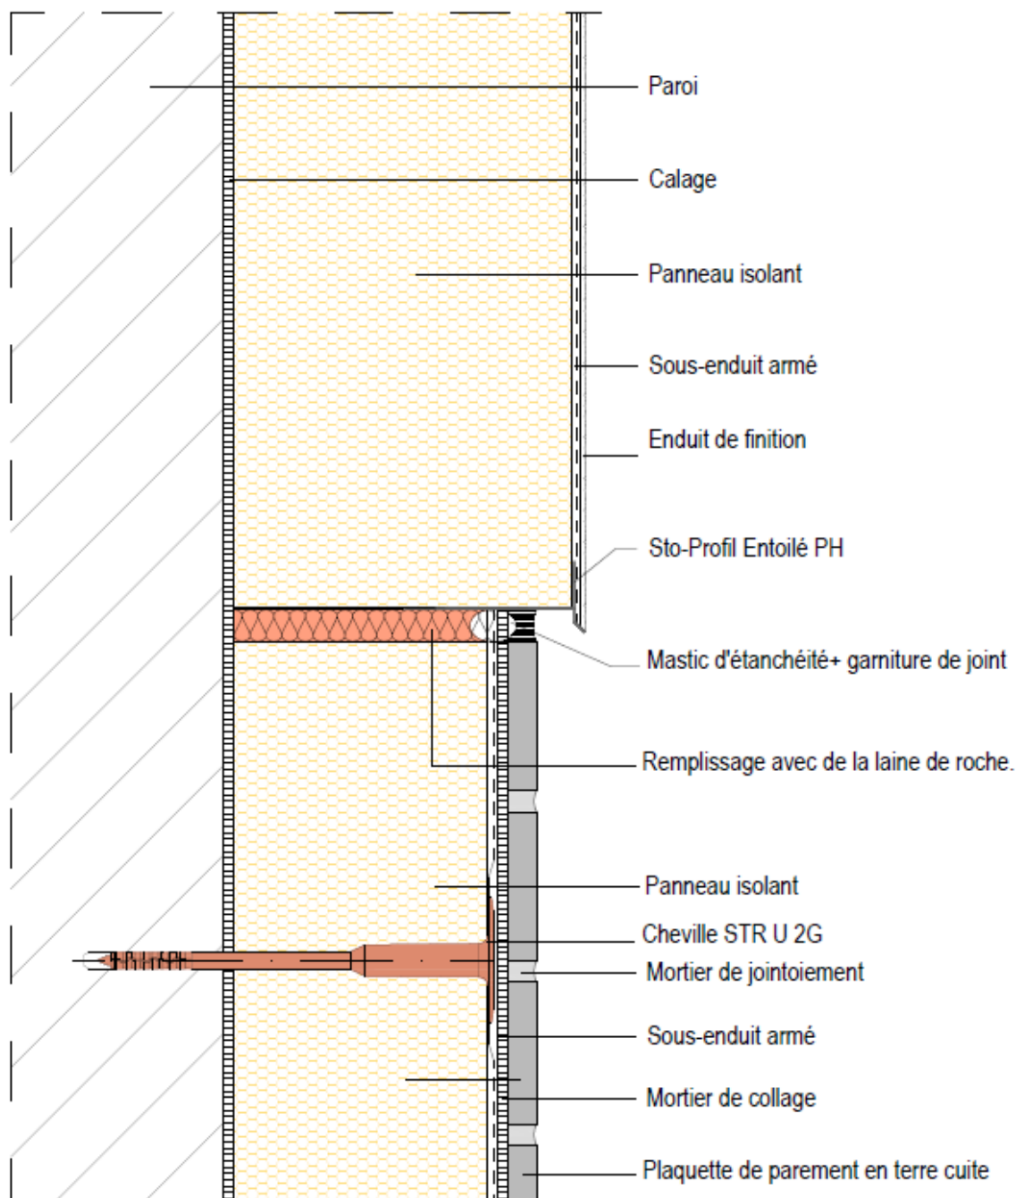 Paroi
Calage
Panneau isolant
Sous-enduit armé
Enduit de finition
Sto-Profil Entoilé PH
Mastic d'étanchéité+ garniture de joint
Remplissage avec de la laine de roche.
Panneau isolant
Cheville STR U 2G
Mortier de jointoiement
Sous-enduit armé
Mortier de collage
Plaquette de parement en terre cuite